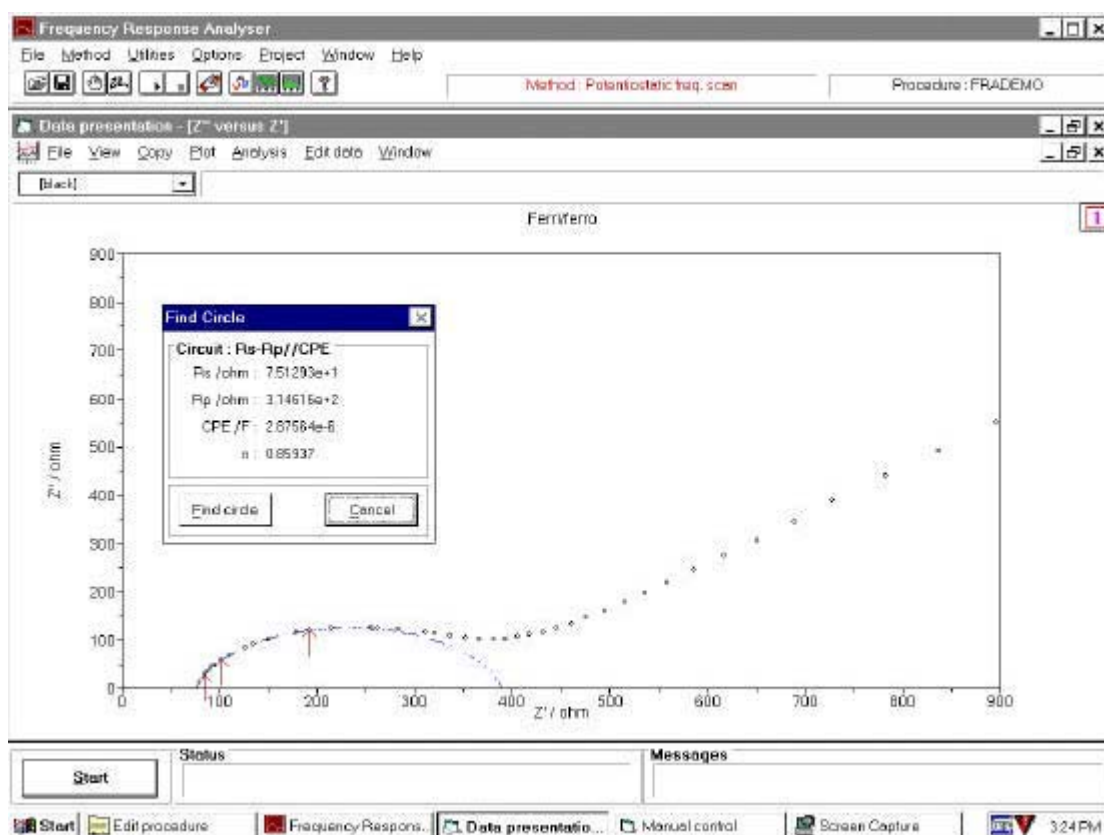 Frequency Response Analyser
File Method Utilities Options Project Window Help
Method : Potentiostatic freq. scan
Procedure : FRADEMO
Data presentation - [Z" versus Z']
File View Copy Plot Analysis Edit data Window
[black]
Ferri/ferro
1
900
800
700
600
500
400
300
200
100
0
Z" / ohm
Find Circle
Circuit : Rs-Rp//CPE
Rs /ohm : 7.51293e+1
Rp /ohm : 3.14616e+2
CPE /F : 2.87564e-6
n : 0.85937
Find circle Cancel
0 100 200 300 400 500 600 700 800 900
Z' / ohm
Start
Status
Messages
Start Edit procedure Frequency Respons... Data presentatio... Manual control Screen Capture 3:24 PM